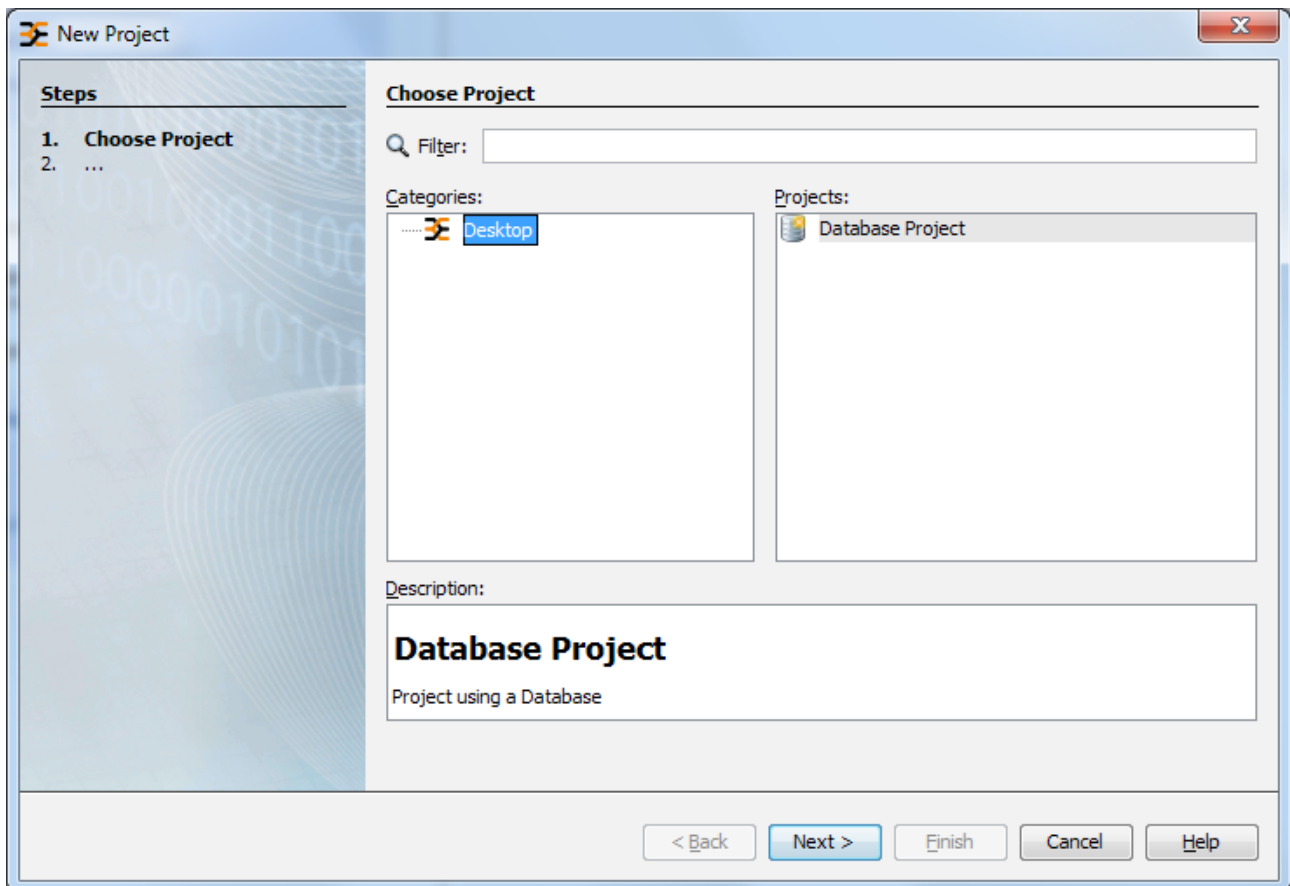 New Project
Steps
1. Choose Project
2. ...
Choose Project
Filter:
Categories:
Desktop
Projects:
Database Project
Description:
Database Project
Project using a Database
< Back
Next >
Finish
Cancel
Help